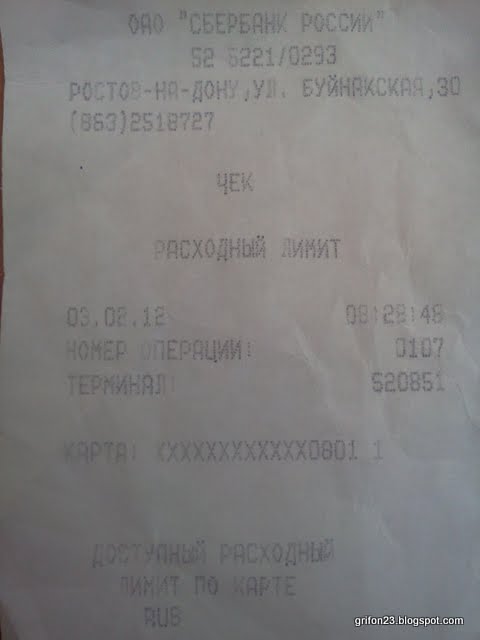 ОАО "СБЕРБАНК РОССИИ"
52 5221/0293
РОСТОВ-НА-ДОНУ,УЛ. БУЙНАКСКАЯ,30
(863)2518727
ЧЕК
РАСХОДНЫЙ ЛИМИТ
03.02.12 08:28:48
НОМЕР ОПЕРАЦИИ: 0107
ТЕРМИНАЛ: 520851
КАРТА: XXXXXXXXXXXX0801 1
ДОСТУПНЫЙ РАСХОДНЫЙ
ЛИМИТ ПО КАРТЕ
RUB
grifon23.blogspot.com